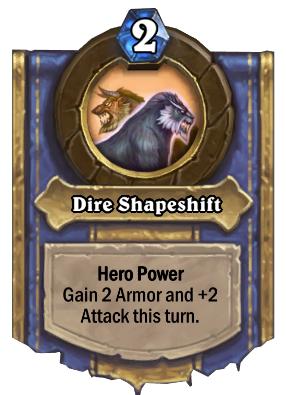 2
Dire Shapeshift
Hero Power
Gain 2 Armor and +2
Attack this turn.